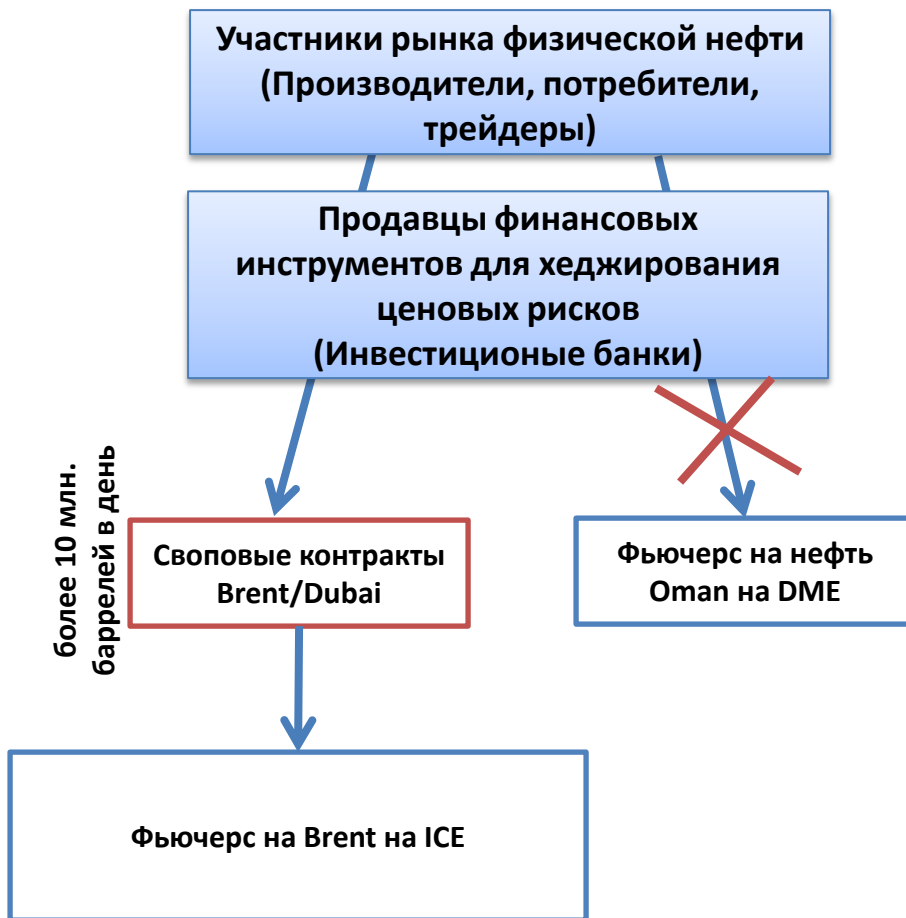 Участники рынка физической нефти
(Производители, потребители,
трейдеры)
Продавцы финансовых
инструментов для хеджирования
ценовых рисков
(Инвестиционые банки)
более 10 млн.
баррелей в день
Своповые контракты
Brent/Dubai
Фьючерс на нефть
Oman на DME
Фьючерс на Brent на ICE